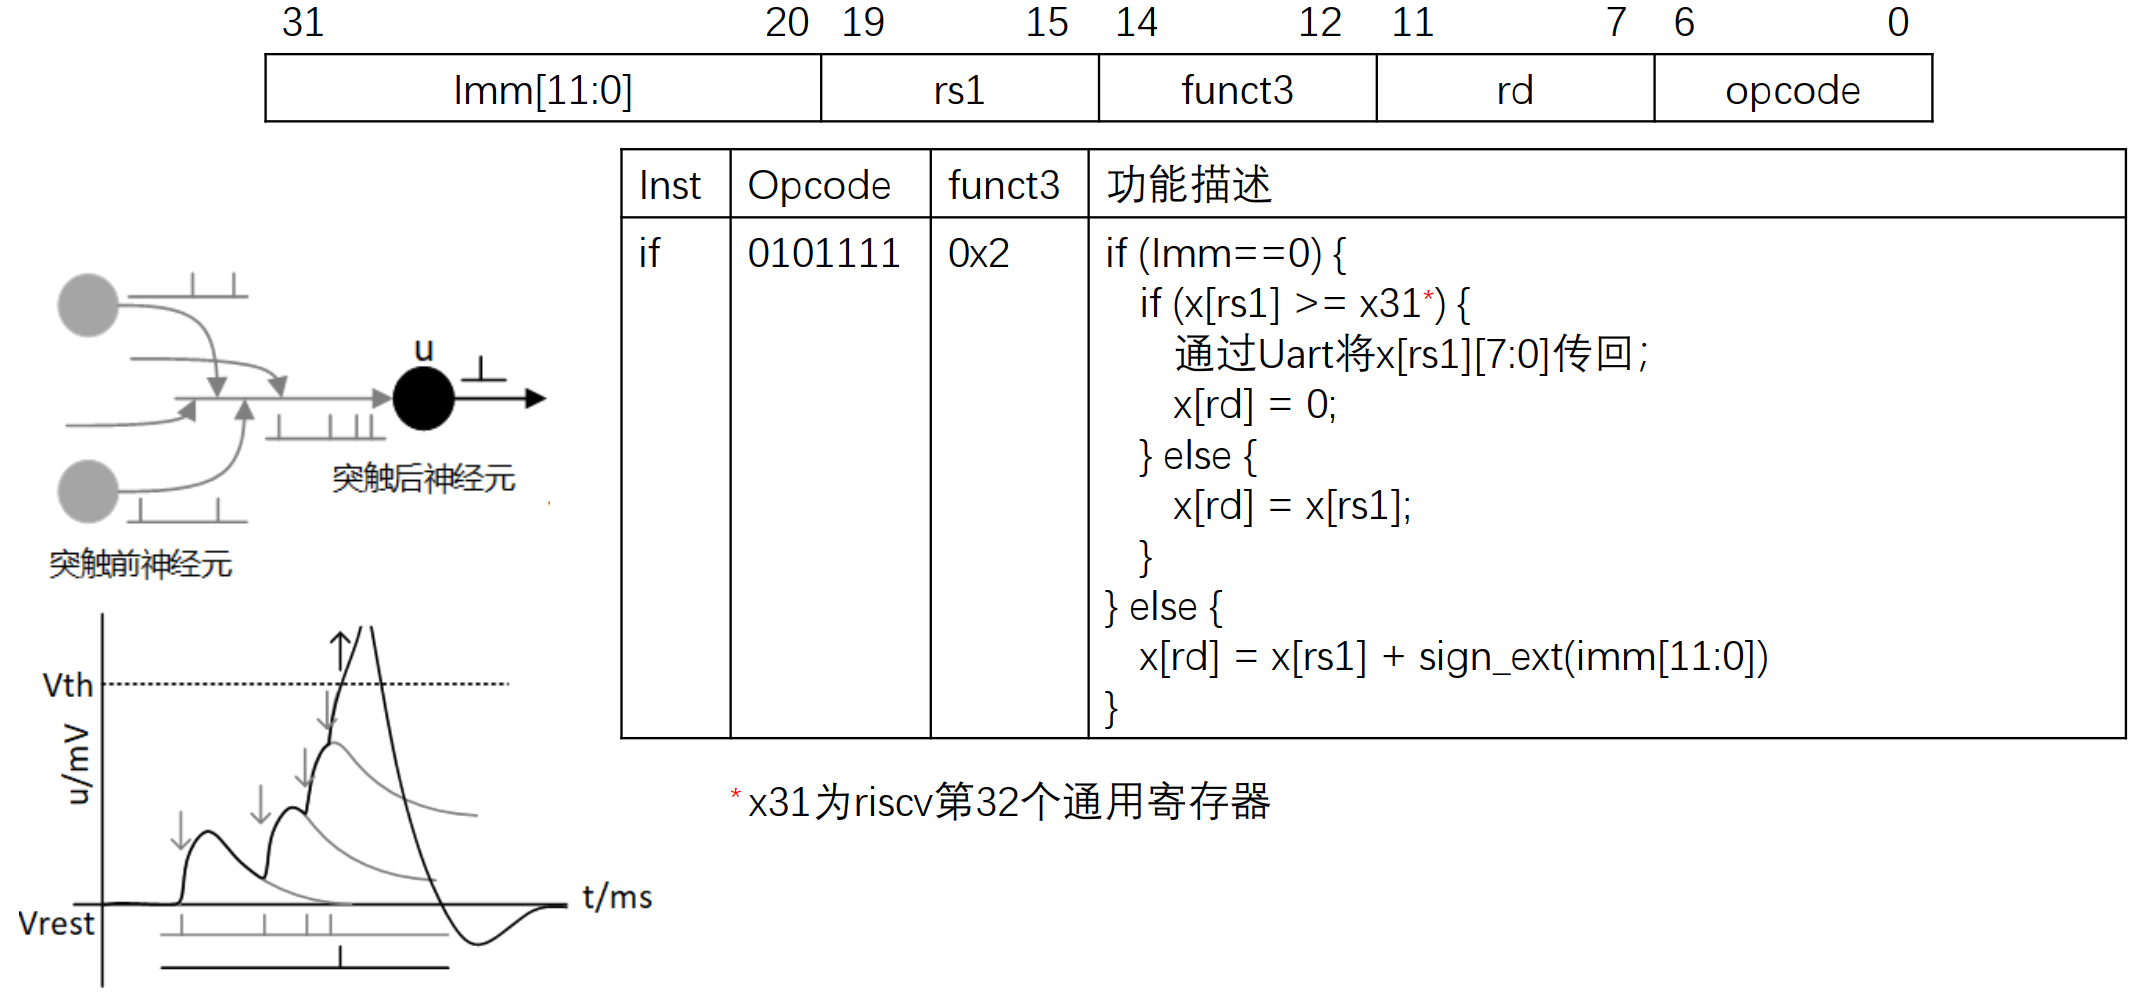 31 20 19 15 14 12 11 7 6 0
Imm[11:0] rs1 funct3 rd opcode
Inst Opcode funct3 功能描述
if 0101111 0x2 if (Imm==0) {
if (x[rs1] >= x31*) {
通过Uart将x[rs1][7:0]传回;
x[rd] = 0;
} else {
x[rd] = x[rs1];
}
} else {
x[rd] = x[rs1] + sign_ext(imm[11:0])
}
* x31为riscv第32个通用寄存器
u
突触后神经元
突触前神经元
Vth
u/mV
t/ms
Vrest